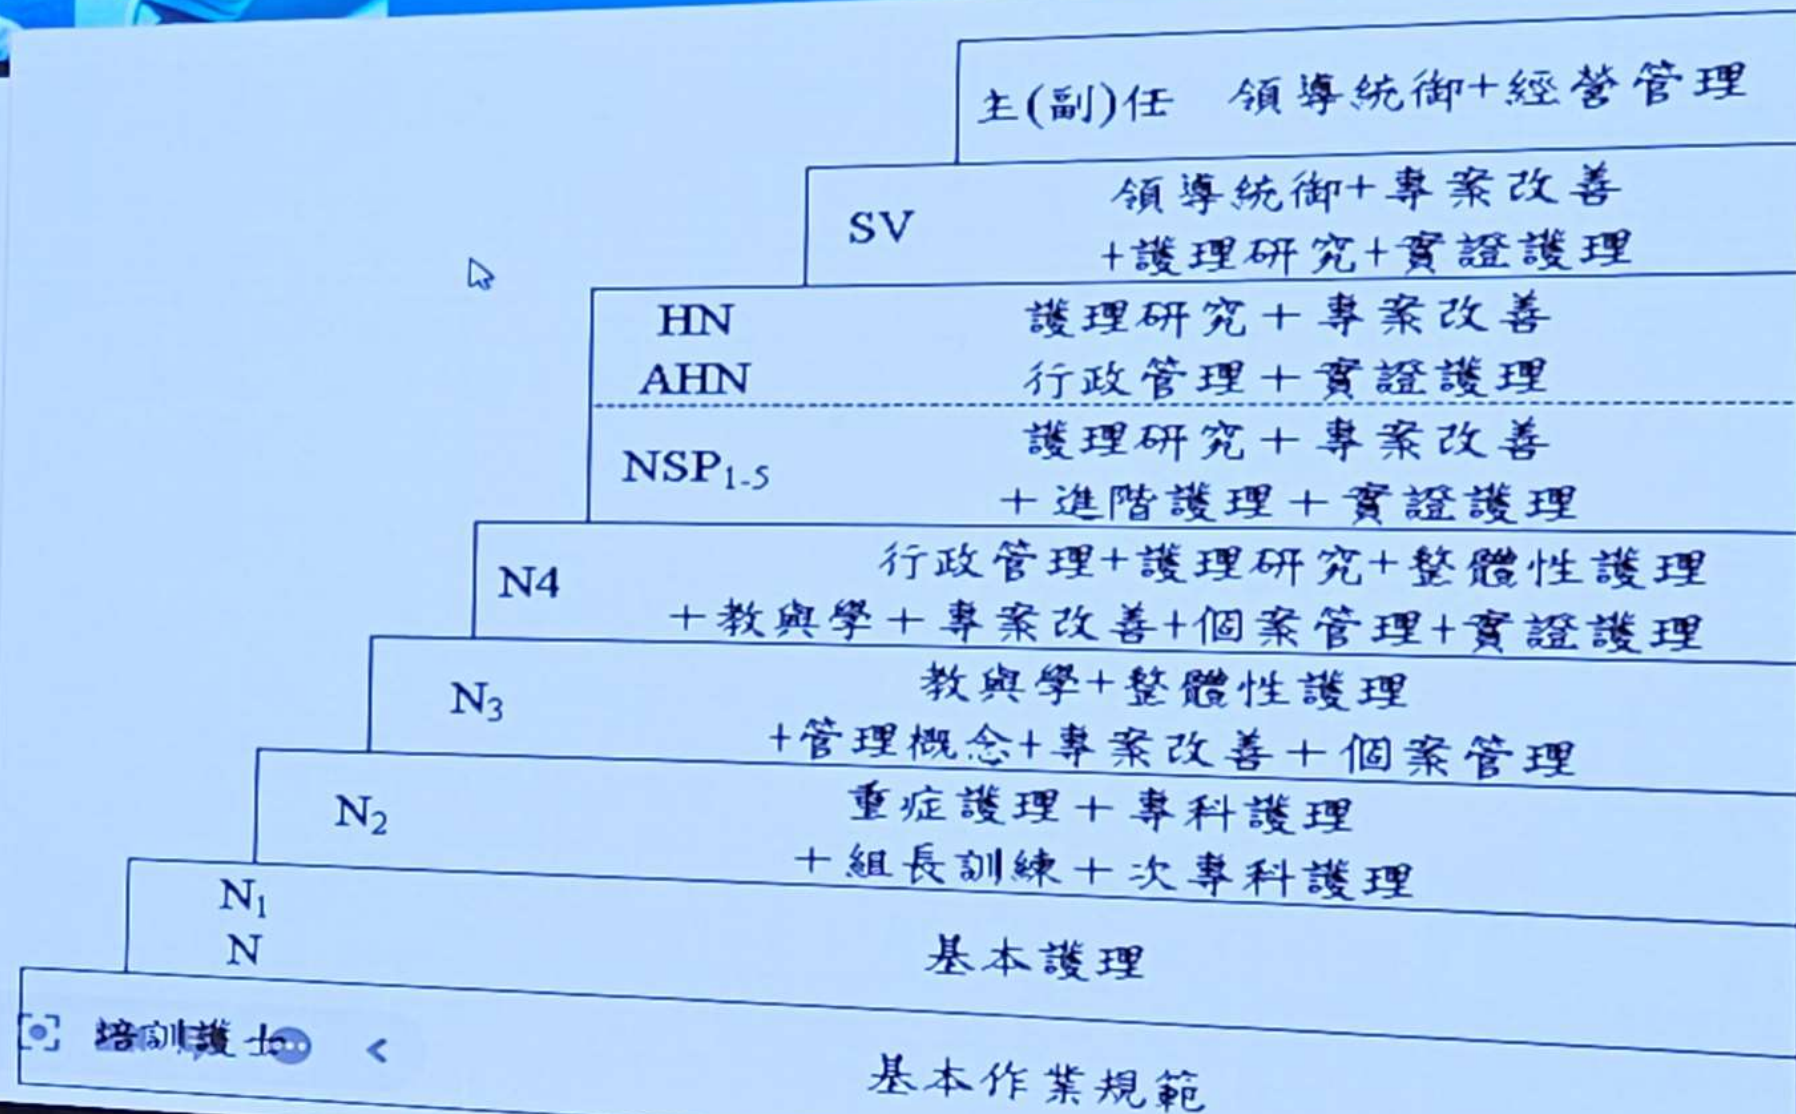 主(副)任 領導統御+經營管理
SV
領導統御+專案改善
+護理研究+實證護理
HN 護理研究+專案改善
AHN 行政管理+實證護理
NSP1-5
護理研究+專案改善
+進階護理+實證護理
N4
行政管理+護理研究+整體性護理
+教與學+專案改善+個案管理+實證護理
N3
教與學+整體性護理
+管理概念+專案改善+個案管理
N2
重症護理+專科護理
+組長訓練+次專科護理
N1
N 基本護理
培訓護士
基本作業規範